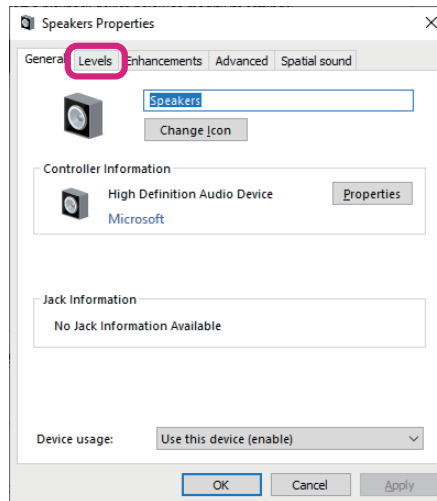 Speakers Properties
General Levels Enhancements Advanced Spatial sound
Speakers
Change Icon
Controller Information
High Definition Audio Device
Properties
Microsoft
Jack Information
No Jack Information Available
Device usage:
Use this device (enable)
OK
Cancel
Apply